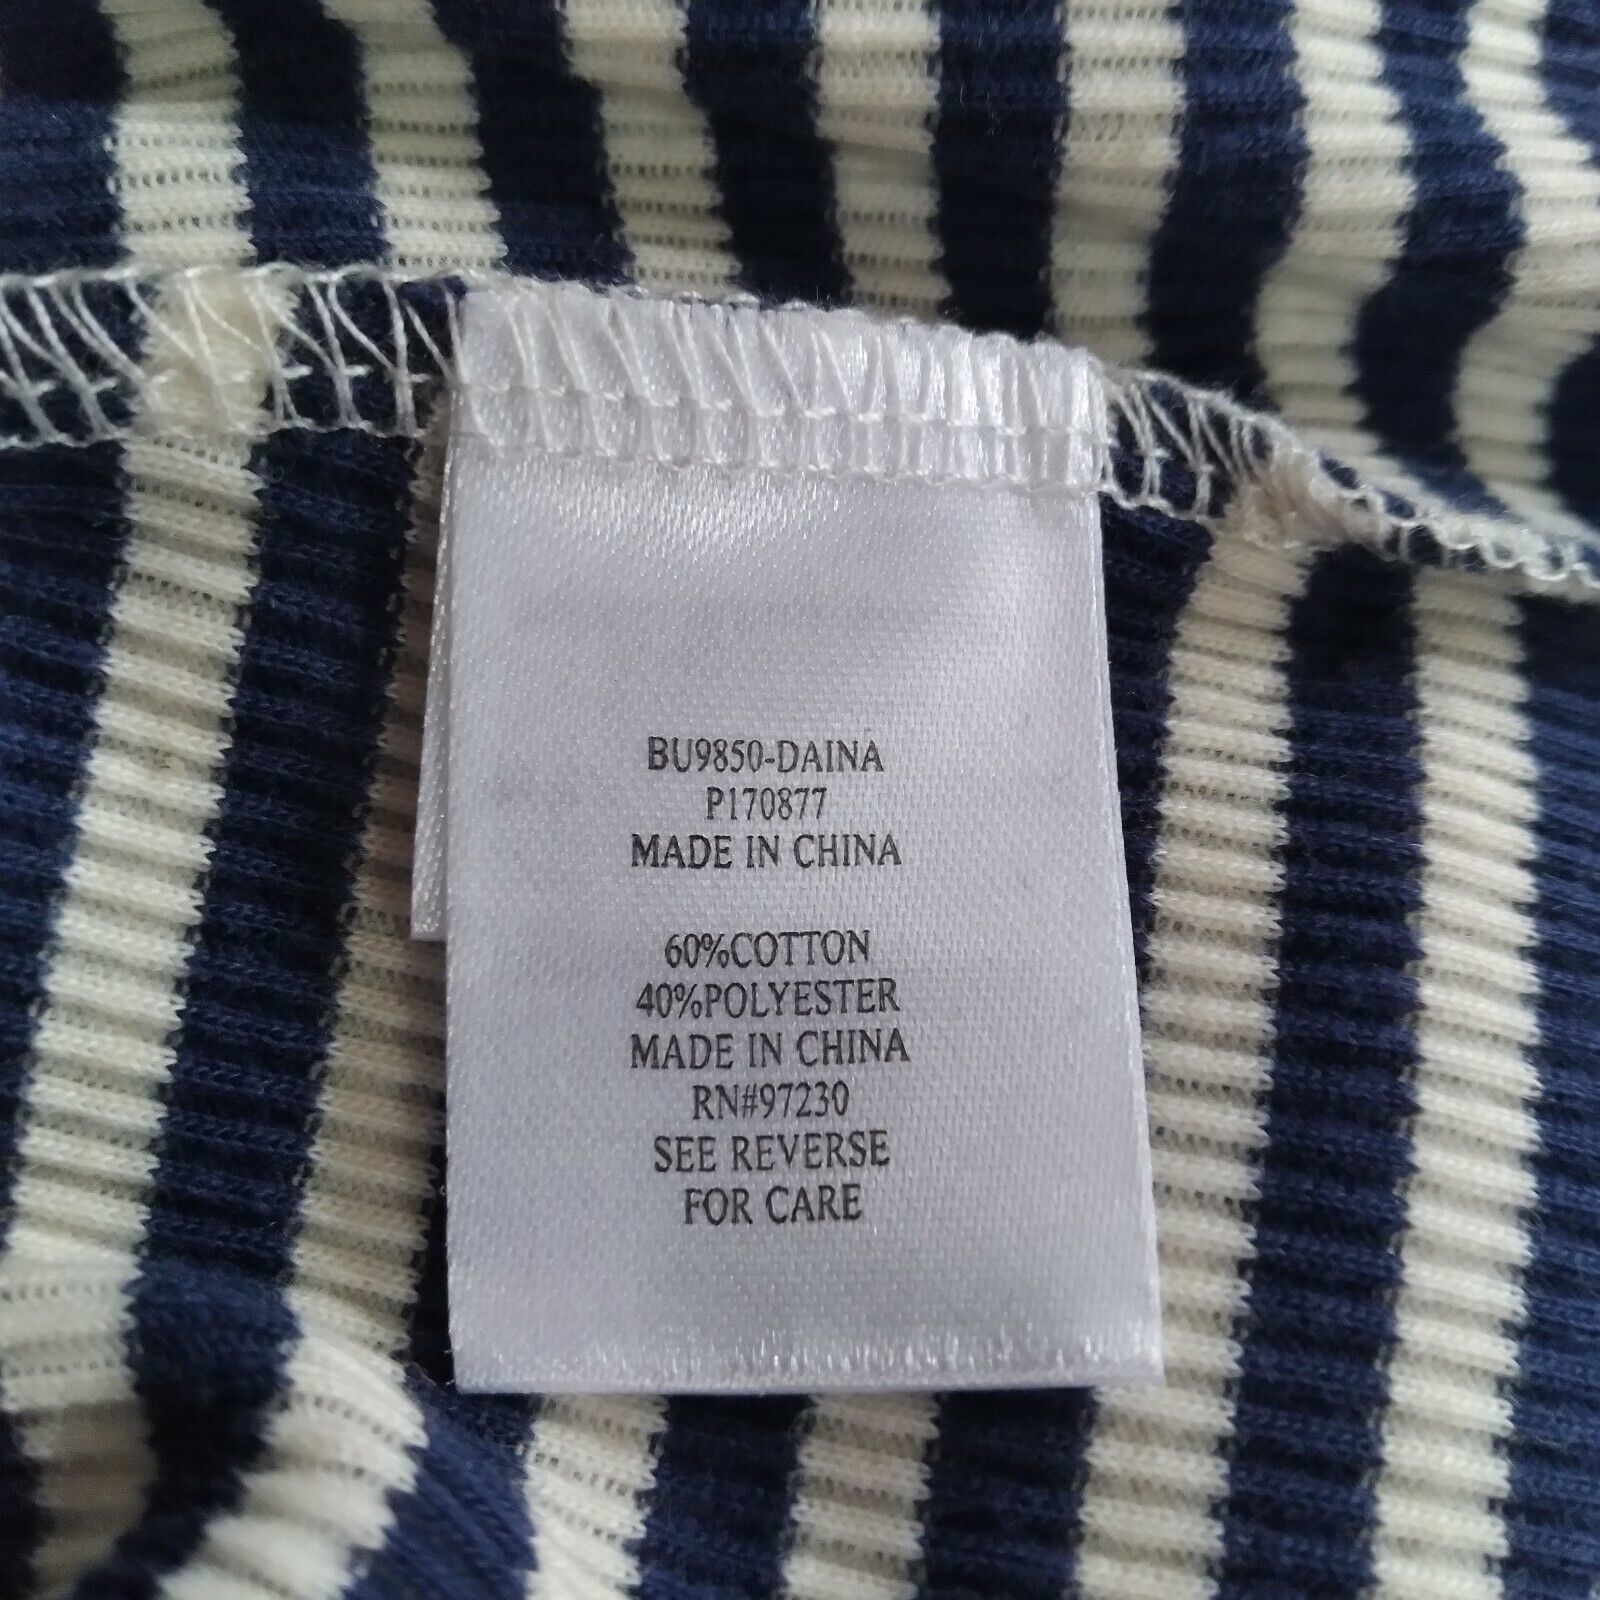 BU9850-DAINA
P170877
MADE IN CHINA
60%COTTON
40%POLYESTER
MADE IN CHINA
RN#97230
SEE REVERSE
FOR CARE